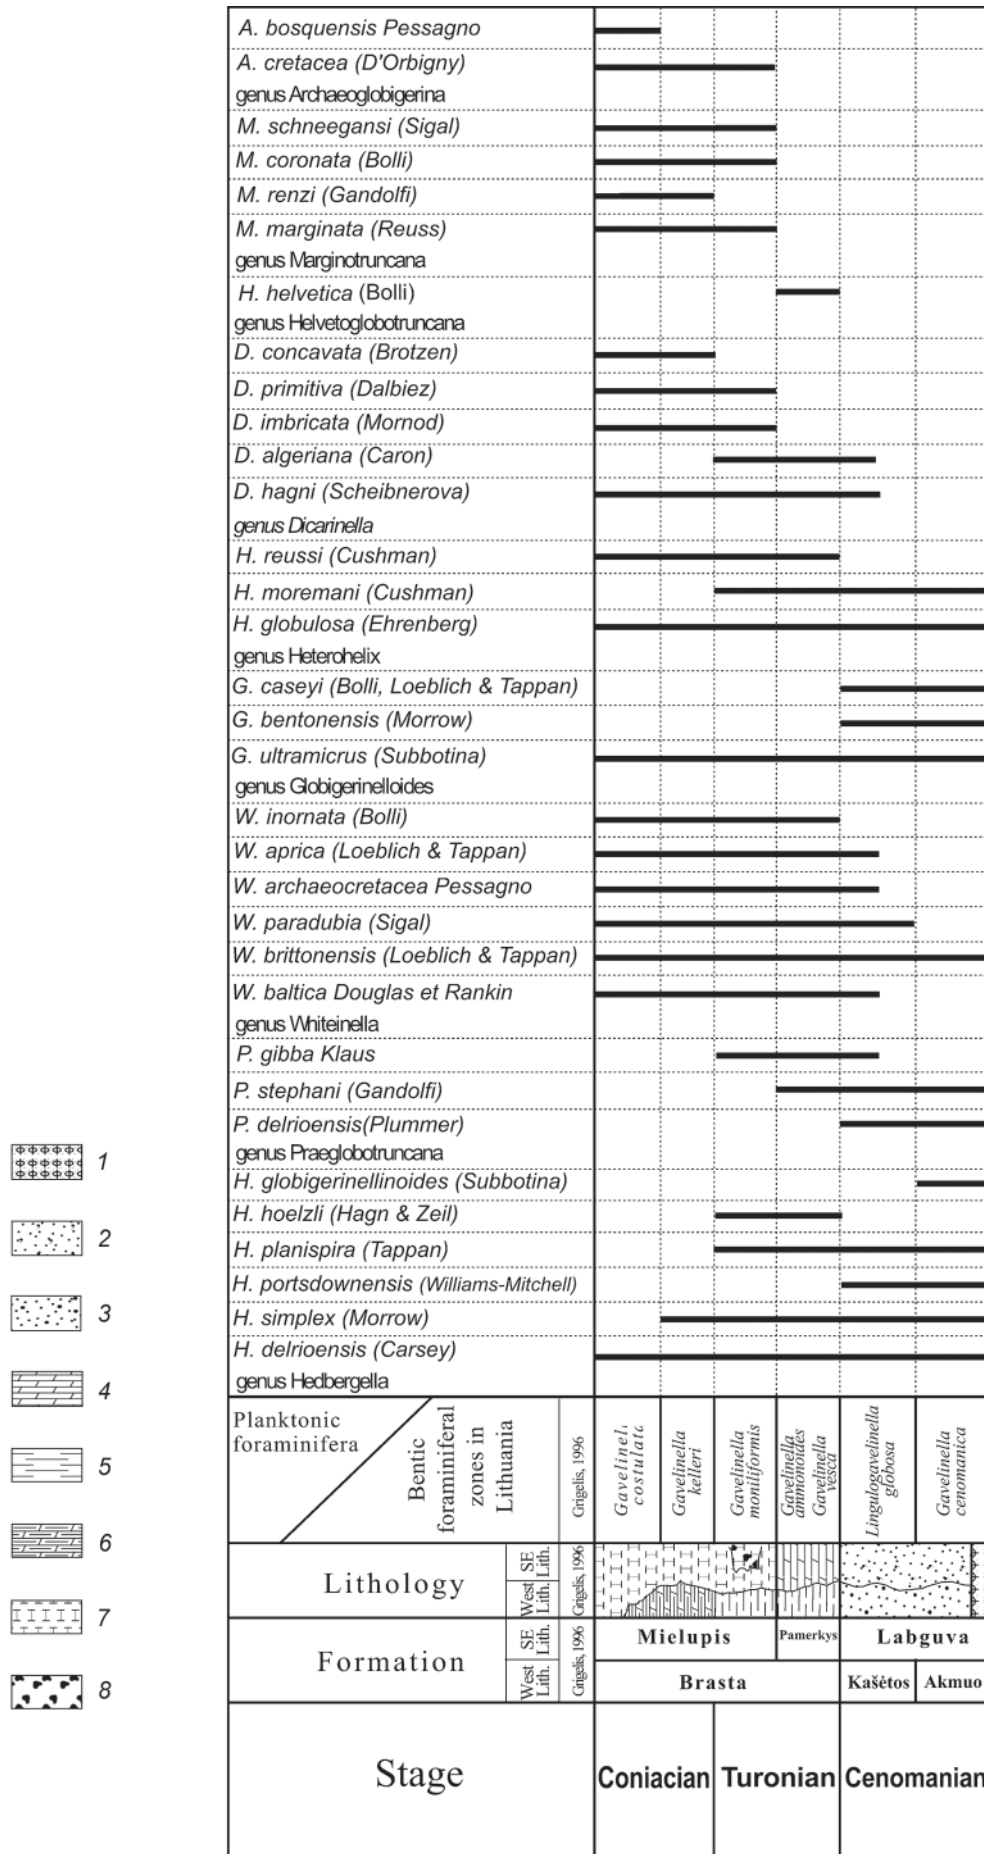 A. bosquensis Pessagno
A. cretacea (D'Orbigny)
genus Archaeoglobigerina
M. schneegansi (Sigal)
M. coronata (Bolli)
M. renzi (Gandolfi)
M. marginata (Reuss)
genus Marginotruncana
H. helvetica (Bolli)
genus Helvetoglobotruncana
D. concavata (Brotzen)
D. primitiva (Dalbiez)
D. imbricata (Mornod)
D. algeriana (Caron)
D. hagni (Scheibnerova)
genus Dicarinella
H. reussi (Cushman)
H. moremani (Cushman)
H. globulosa (Ehrenberg)
genus Heterohelix
G. caseyi (Bolli, Loeblich & Tappan)
G. bentonensis (Morrow)
G. ultramicrus (Subbotina)
genus Globigerinelloides
W. inornata (Bolli)
W. aprica (Loeblich & Tappan)
W. archaeocretacea Pessagno
W. paradubia (Sigal)
W. brittonensis (Loeblich & Tappan)
W. baltica Douglas et Rankin
genus Whiteinella
P. gibba Klaus
P. stephani (Gandolfi)
P. delrioensis(Plummer)
genus Praeglobotruncana
H. globigerinellinoides (Subbotina)
H. hoelzli (Hagn & Zeil)
H. planispira (Tappan)
H. portsdownensis (Williams-Mitchell)
H. simplex (Morrow)
H. delrioensis (Carsey)
genus Hedbergella
1
2
3
4
5
6
7
8
Planktonic
foraminifera
Bentic
foraminiferal
zones in
Lithuania
Grigelis, 1996
Gavelinel
costulata
Gavelinella
kelleri
Gavelinella
moniliformis
Gavelinella
ammonoides
Gavelinella
vesca
Lingulogavelinella
globosa
Gavelinella
cenomanica
Lithology
SE
Lith.
West
Lith.
Grigelis, 1996
Formation
SE
Lith.
West
Lith.
Grigelis, 1996
Mielupis
Pamerkys
Labguva
Brasta
Kašėtos
Akmuo
Stage
Coniacian
Turonian
Cenomanian